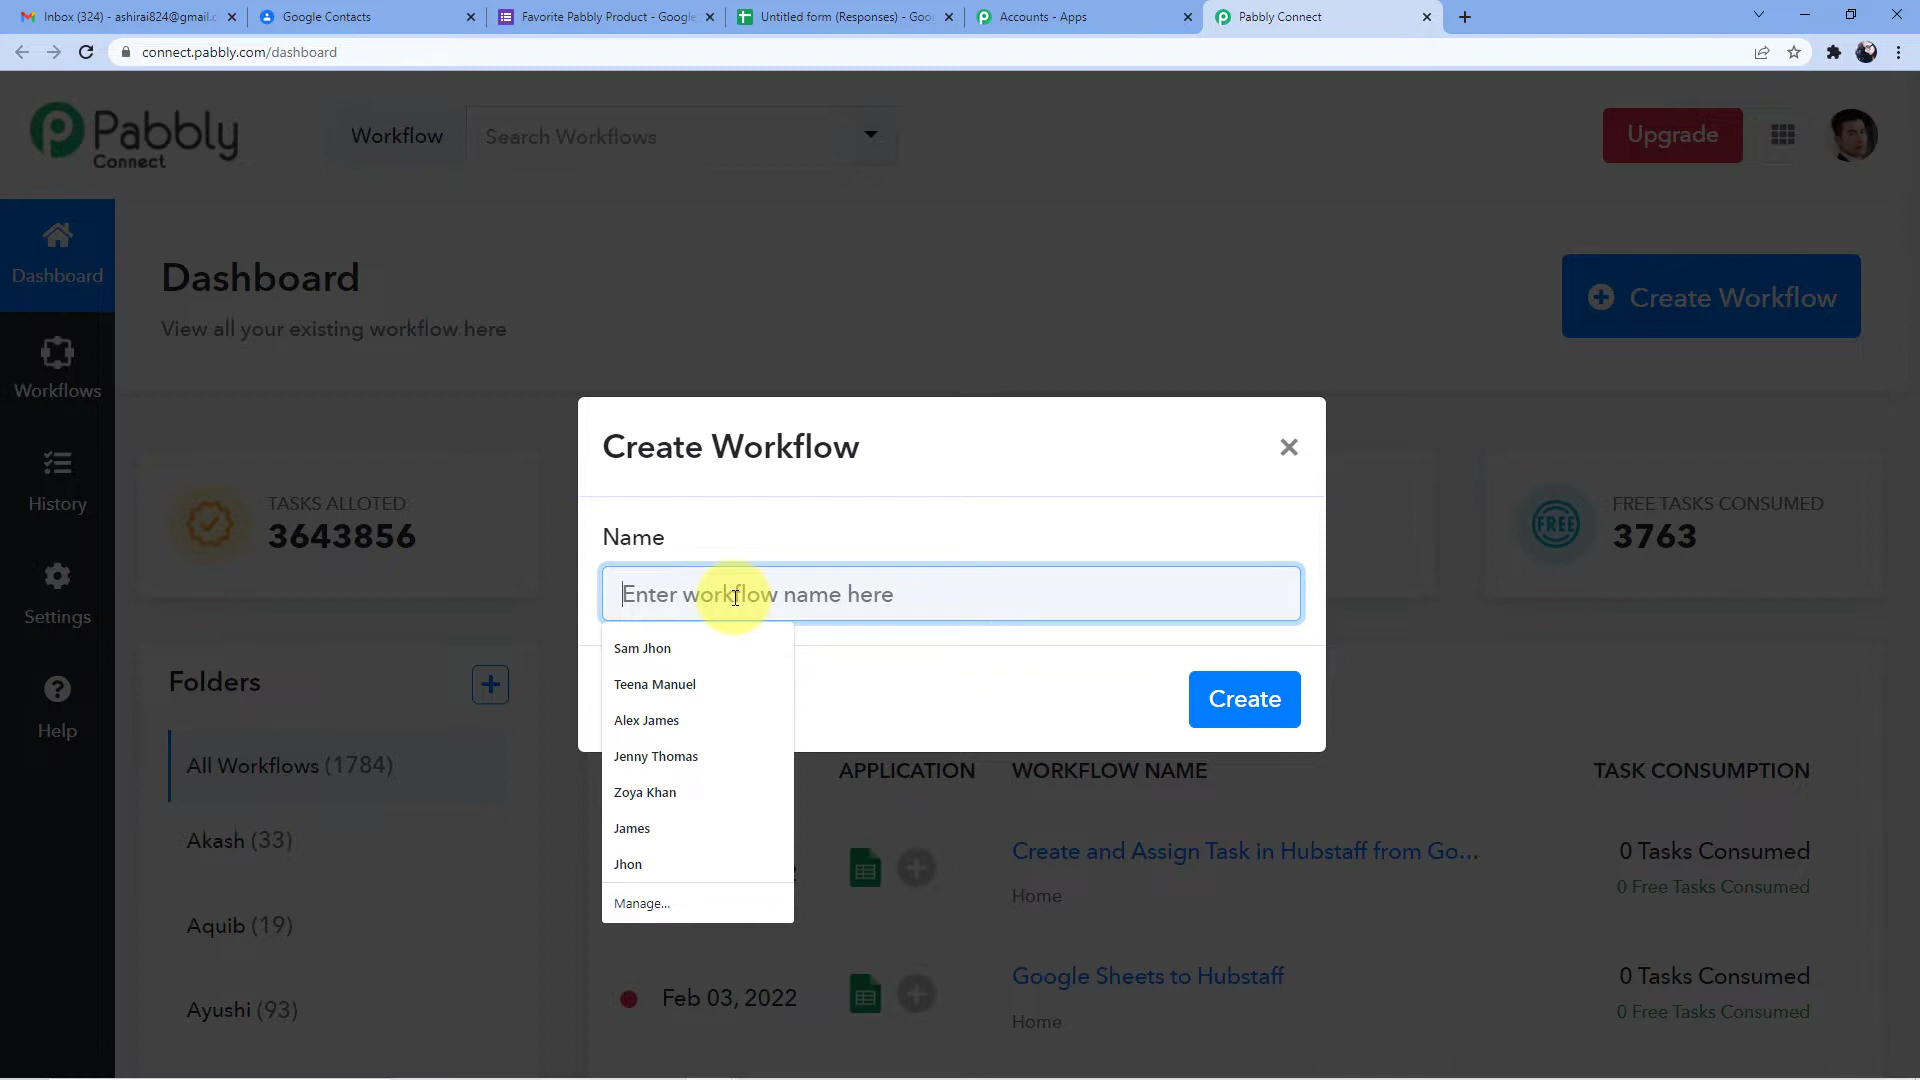 Inbox (324) - ashirai824@gmail.c
Google Contacts
Favorite Pabbly Product - Google
Untitled form (Responses) - Goo
Accounts - Apps
Pabbly Connect
connect.pabbly.com/dashboard
Pabbly
Connect
Workflow
Search Workflows
Upgrade
Dashboard
Workflows
History
Settings
Help
Dashboard
View all your existing workflow here
Create Workflow
TASKS ALLOTED
3643856
FREE
FREE TASKS CONSUMED
3763
Create Workflow
Name
Enter workflow name here
Sam Jhon
Teena Manuel
Alex James
Jenny Thomas
Zoya Khan
James
Jhon
Manage...
Create
Folders
All Workflows (1784)
Akash (33)
Aquib (19)
Ayushi (93)
APPLICATION
WORKFLOW NAME
TASK CONSUMPTION
Create and Assign Task in Hubstaff from Go...
Home
0 Tasks Consumed
0 Free Tasks Consumed
Feb 03, 2022
Google Sheets to Hubstaff
Home
0 Tasks Consumed
0 Free Tasks Consumed